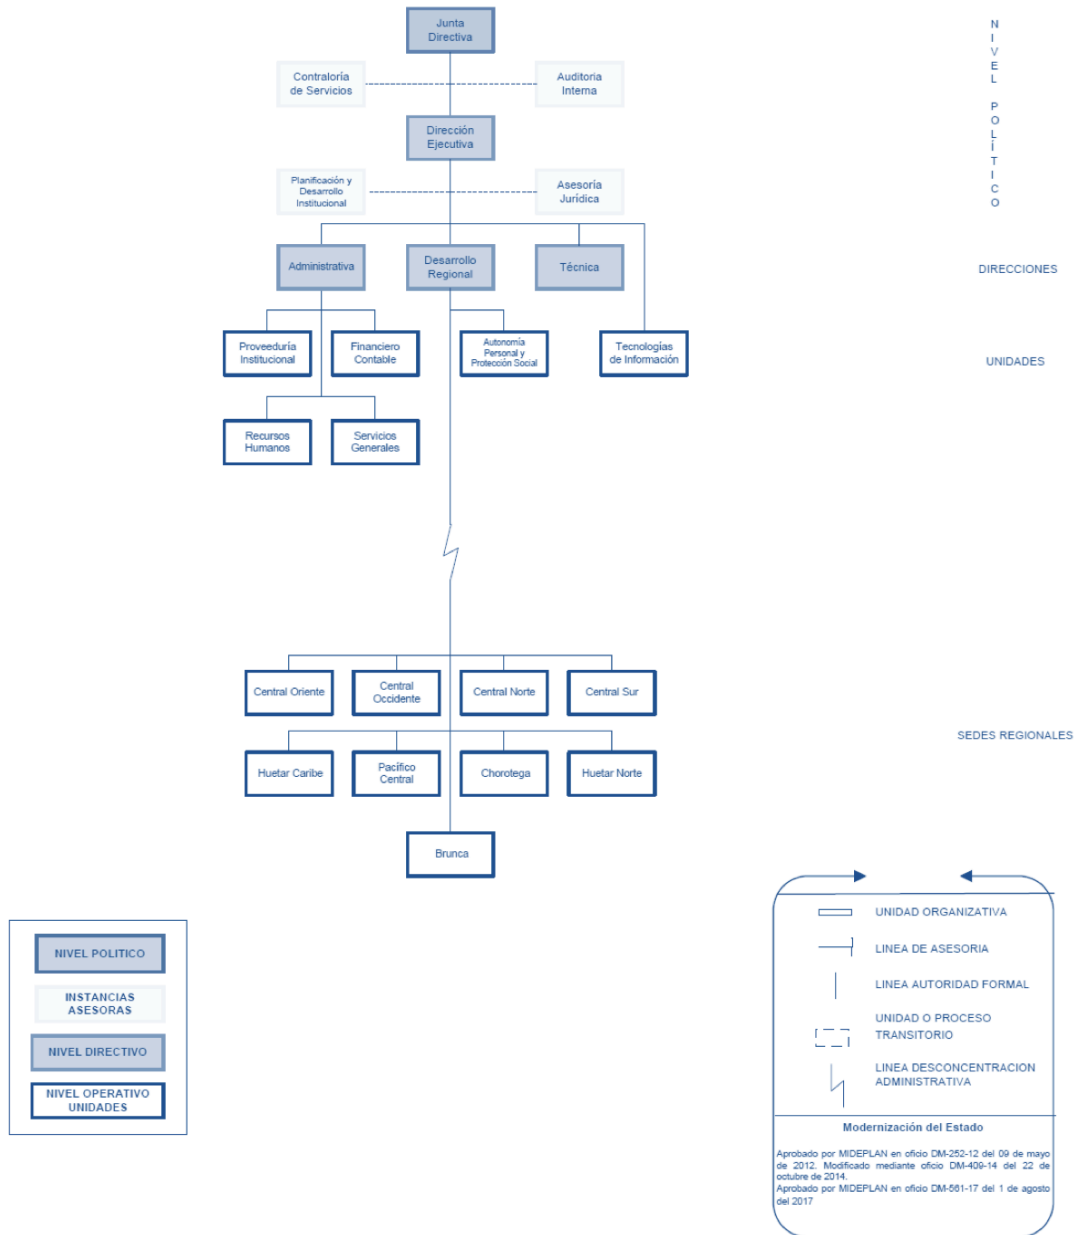 Junta
Directiva
Contraloría
de Servicios
Auditoria
Interna
Dirección
Ejecutiva
Planificación y
Desarrollo
Institucional
Asesoría
Jurídica
NIVEL POLÍTICO
Administrativa
Desarrollo
Regional
Técnica
DIRECCIONES
Proveeduría
Institucional
Financiero
Contable
Autonomía
Personal y
Protección Social
Tecnologías
de Información
UNIDADES
Recursos
Humanos
Servicios
Generales
Central Oriente
Central
Occidente
Central Norte
Central Sur
SEDES REGIONALES
Huetar Caribe
Pacífico
Central
Chorotega
Huetar Norte
Brunca
NIVEL POLITICO
INSTANCIAS
ASESORAS
NIVEL DIRECTIVO
NIVEL OPERATIVO
UNIDADES
UNIDAD ORGANIZATIVA
LINEA DE ASESORIA
LINEA AUTORIDAD FORMAL
UNIDAD O PROCESO
TRANSITORIO
LINEA DESCONCENTRACION
ADMINISTRATIVA
Modernización del Estado
Aprobado por MIDEPLAN en oficio DM-252-12 del 09 de mayo
de 2012. Modificado mediante oficio DM-409-14 del 22 de
octubre de 2014.
Aprobado por MIDEPLAN en oficio DM-561-17 del 1 de agosto
del 2017